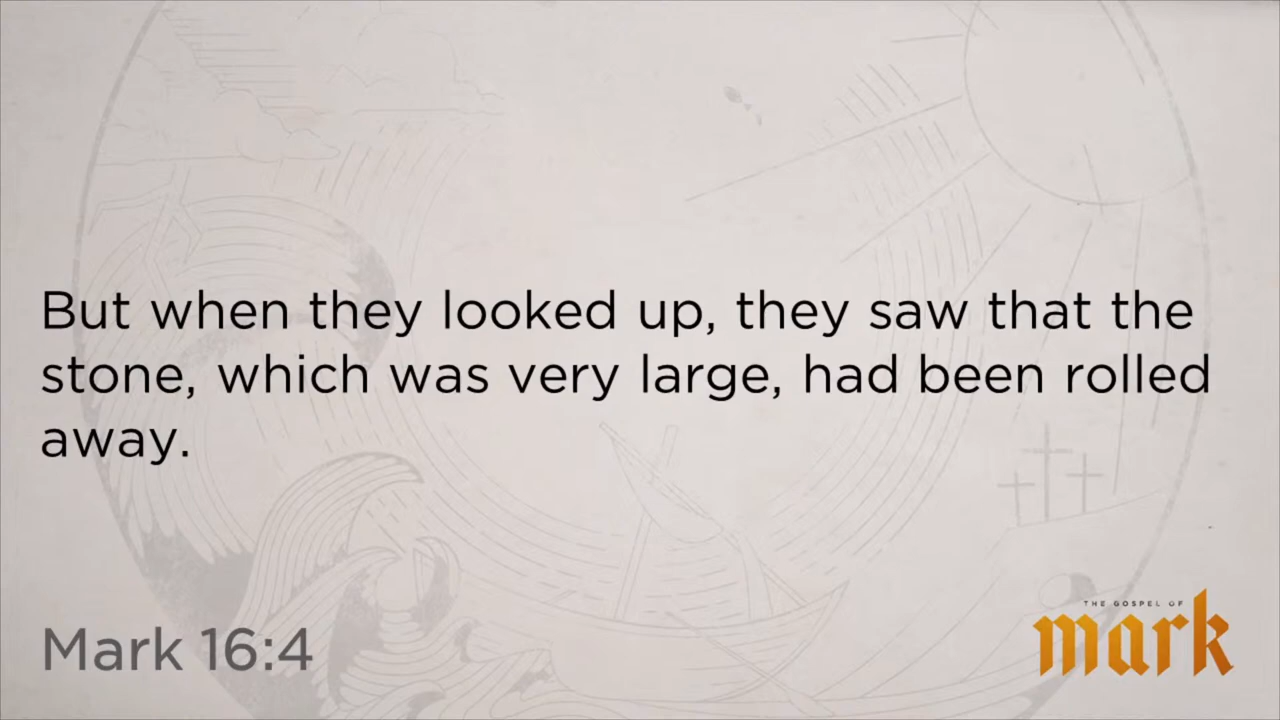 But when they looked up, they saw that the
stone, which was very large, had been rolled
away.
Mark 16:4
THE GOSPEL OF
mark